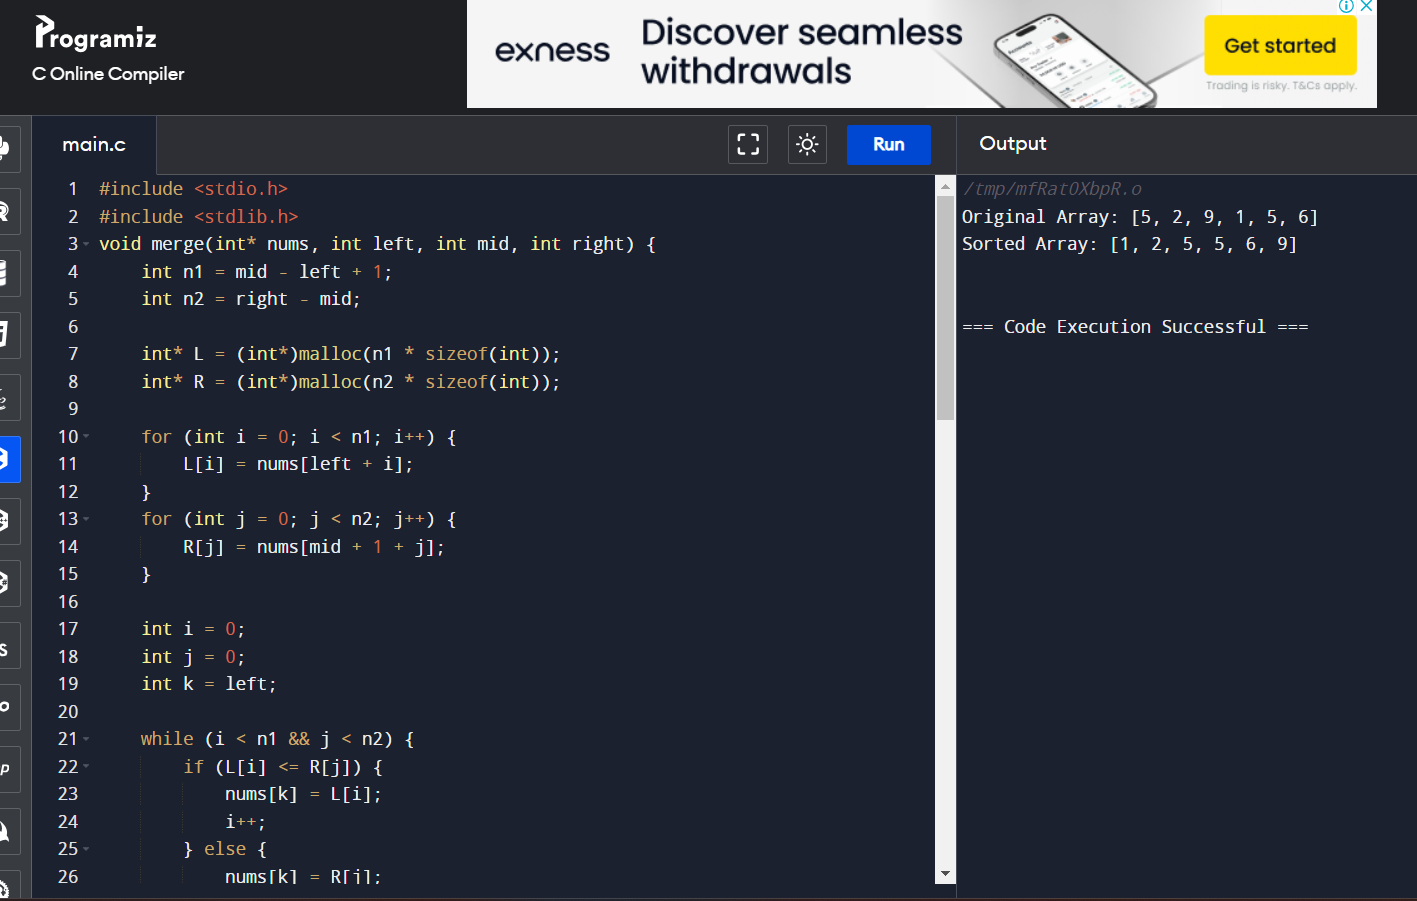 Programiz
C Online Compiler
exness
Discover seamless
withdrawals
Get started
Trading is risky. T&Cs apply.
main.c
Run
Output
1 #include <stdio.h>
2 #include <stdlib.h>
3 void merge(int* nums, int left, int mid, int right) {
4     int n1 = mid - left + 1;
5     int n2 = right - mid;
6
7     int* L = (int*)malloc(n1 * sizeof(int));
8     int* R = (int*)malloc(n2 * sizeof(int));
9
10     for (int i = 0; i < n1; i++) {
11         L[i] = nums[left + i];
12     }
13     for (int j = 0; j < n2; j++) {
14         R[j] = nums[mid + 1 + j];
15     }
16
17     int i = 0;
18     int j = 0;
19     int k = left;
20
21     while (i < n1 && j < n2) {
22         if (L[i] <= R[j]) {
23             nums[k] = L[i];
24             i++;
25         } else {
26             nums[k] = R[j];
/tmp/mfRatOXbpR.o
Original Array: [5, 2, 9, 1, 5, 6]
Sorted Array: [1, 2, 5, 5, 6, 9]
=== Code Execution Successful ===